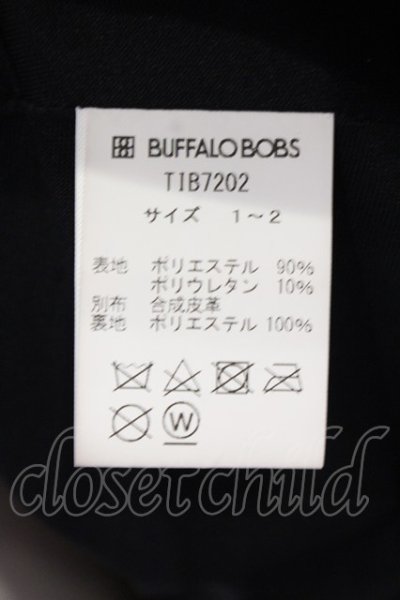 BUFFALO BOBS
TIB7202
サイズ 1～2
表地 ポリエステル 90%
ポリウレタン 10%
別布 合成皮革
裏地 ポリエステル 100%
W
closetchild